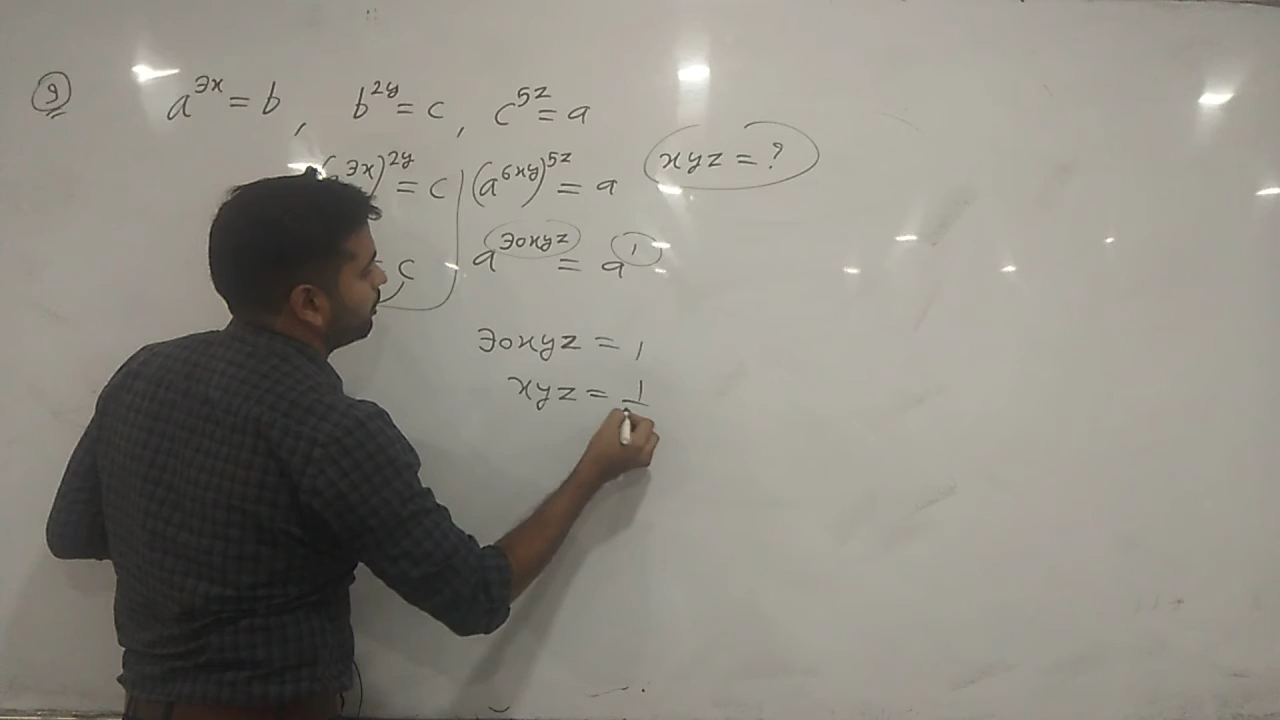 9
a^{3x} = b , b^{2y} = c , c^{5z} = a
xyz = ?
3x)^{2y} = c
(a^{6xy})^{5z} = a
= c
a^{30xyz} = a^1
30xyz = 1
xyz = 1